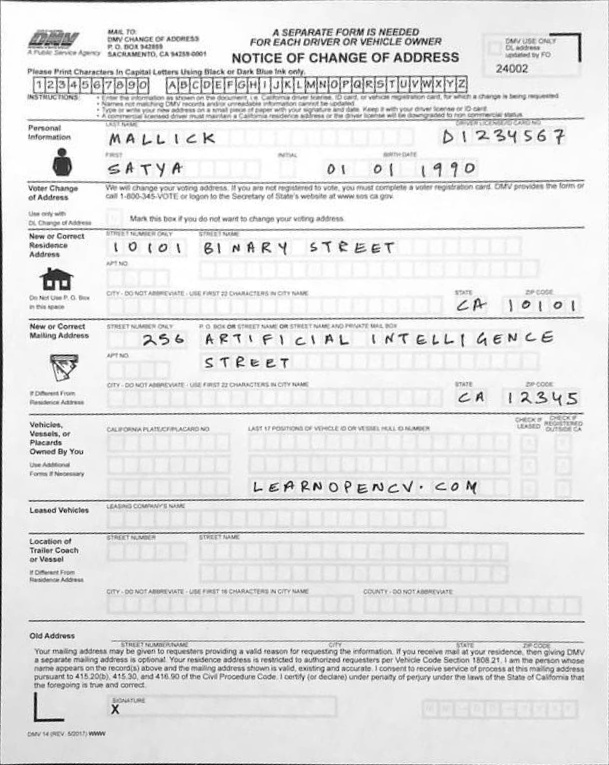 DMV
A Public Service Agency
MAIL TO:
DMV CHANGE OF ADDRESS
P. O. BOX 942859
SACRAMENTO, CA 94259-0001
A SEPARATE FORM IS NEEDED
FOR EACH DRIVER OR VEHICLE OWNER
NOTICE OF CHANGE OF ADDRESS
DMV USE ONLY
DL address
updated by FO
24002
Please Print Characters In Capital Letters Using Black or Dark Blue Ink only.
1 2 3 4 5 6 7 8 9 0 A B C D E F G H I J K L M N O P Q R S T U V W X Y Z
INSTRUCTIONS:
• Enter the information as shown on the document, i.e. California driver license, ID card, or vehicle registration card, for which a change is being requested.
• Names not matching DMV records and/or unreadable information cannot be updated.
• Type or write your new address on a small piece of paper with your signature and date. Keep it with your driver license or ID card.
• A commercial licensed driver must maintain a California residence address or the driver license will be downgraded to non commercial status.
Personal
Information
LAST NAME
DRIVER LICENSE/ID CARD NO.
MALLICK D1234567
FIRST INITIAL BIRTH DATE
SATYA 01 01 1990
Voter Change
of Address
We will change your voting address. If you are not registered to vote, you must complete a voter registration card. DMV provides the form or
call 1-800-345-VOTE or logon to the Secretary of State's website at www.sos.ca.gov.
Use only with
DL Change of Address
Mark this box if you do not want to change your voting address.
New or Correct
Residence
Address
STREET NUMBER ONLY STREET NAME
10101 BINARY STREET
APT NO.
Do Not Use P. O. Box
in this space
CITY - DO NOT ABBREVIATE - USE FIRST 22 CHARACTERS IN CITY NAME STATE ZIP CODE
CA 10101
New or Correct
Mailing Address
STREET NUMBER ONLY P. O. BOX OR STREET NAME OR STREET NAME AND PRIVATE MAIL BOX
256 ARTIFICIAL INTELLIGENCE
APT NO.
STREET
If Different From
Residence Address
CITY - DO NOT ABBREVIATE - USE FIRST 22 CHARACTERS IN CITY NAME STATE ZIP CODE
CA 12345
Vehicles,
Vessels, or
Placards
Owned By You
Use Additional
Forms if Necessary
CALIFORNIA PLATE/CF/PLACARD NO LAST 17 POSITIONS OF VEHICLE ID OR VESSEL HULL ID NUMBER
CHECK IF
LEASED
CHECK IF
REGISTERED
OUTSIDE CA
LEARNOPENCV.COM
Leased Vehicles
LEASING COMPANY'S NAME
Location of
Trailer Coach
or Vessel
If Different From
Residence Address
STREET NUMBER STREET NAME
CITY - DO NOT ABBREVIATE - USE FIRST 16 CHARACTERS IN CITY NAME COUNTY - DO NOT ABBREVIATE
Old Address
STREET NUMBER/NAME CITY STATE ZIP CODE
Your mailing address may be given to requesters providing a valid reason for requesting the information. If you receive mail at your residence, then giving DMV
a separate mailing address is optional. Your residence address is restricted to authorized requesters per Vehicle Code Section 1808.21. I am the person whose
name appears on the record(s) above and the mailing address shown is valid, existing and accurate. I consent to receive service of process at this mailing address
pursuant to 415.20(b), 415.30, and 416.90 of the Civil Procedure Code. I certify (or declare) under penalty of perjury under the laws of the State of California that
the foregoing is true and correct.
SIGNATURE
X
DMV 14 (REV. 5/2017) WWW